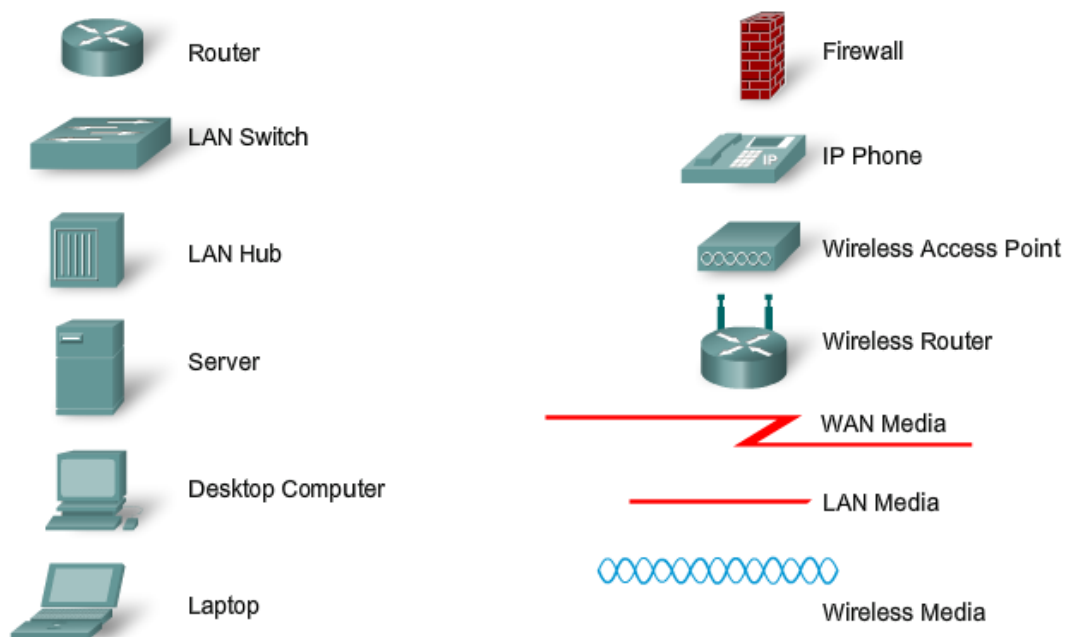 Router
LAN Switch
LAN Hub
Server
Desktop Computer
Laptop
Firewall
IP
IP Phone
Wireless Access Point
Wireless Router
WAN Media
LAN Media
Wireless Media